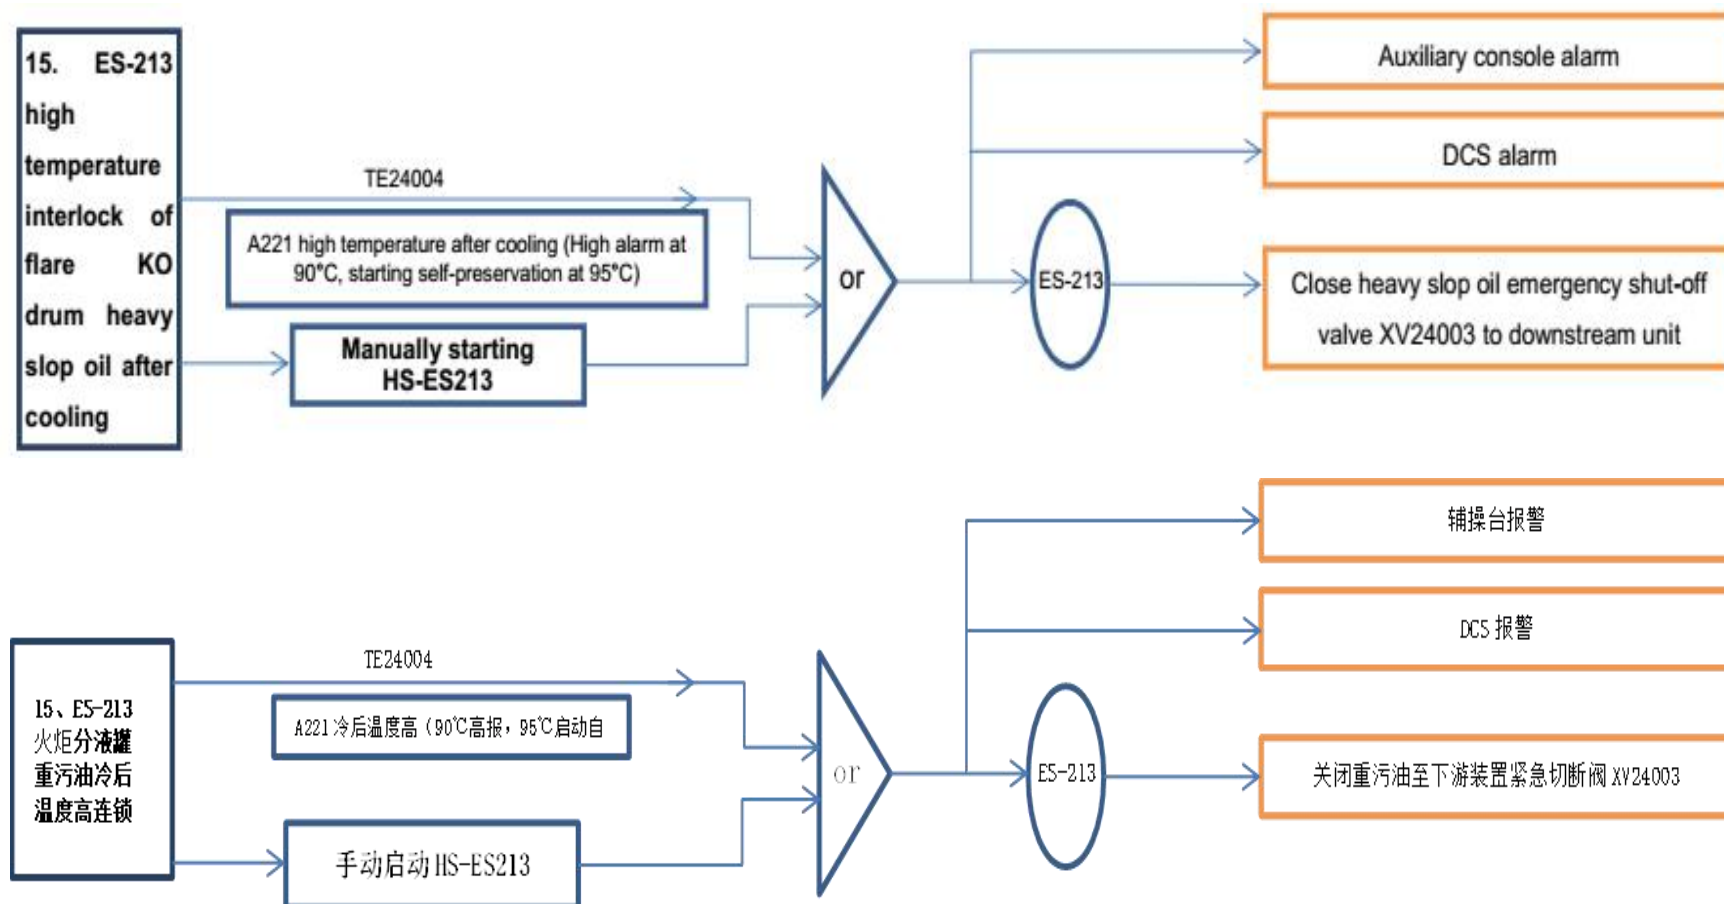 15. ES-213
high
temperature
interlock of
flare KO
drum heavy
slop oil after
cooling
TE24004
A221 high temperature after cooling (High alarm at
90°C, starting self-preservation at 95°C)
Manually starting
HS-ES213
or
ES-213
Auxiliary console alarm
DCS alarm
Close heavy slop oil emergency shut-off
valve XV24003 to downstream unit
15、ES-213
火炬分液罐
重污油冷后
温度高连锁
TE24004
A221冷后温度高（90℃高报，95℃启动自
手动启动HS-ES213
or
ES-213
辅操台报警
DCS报警
关闭重污油至下游装置紧急切断阀XV24003